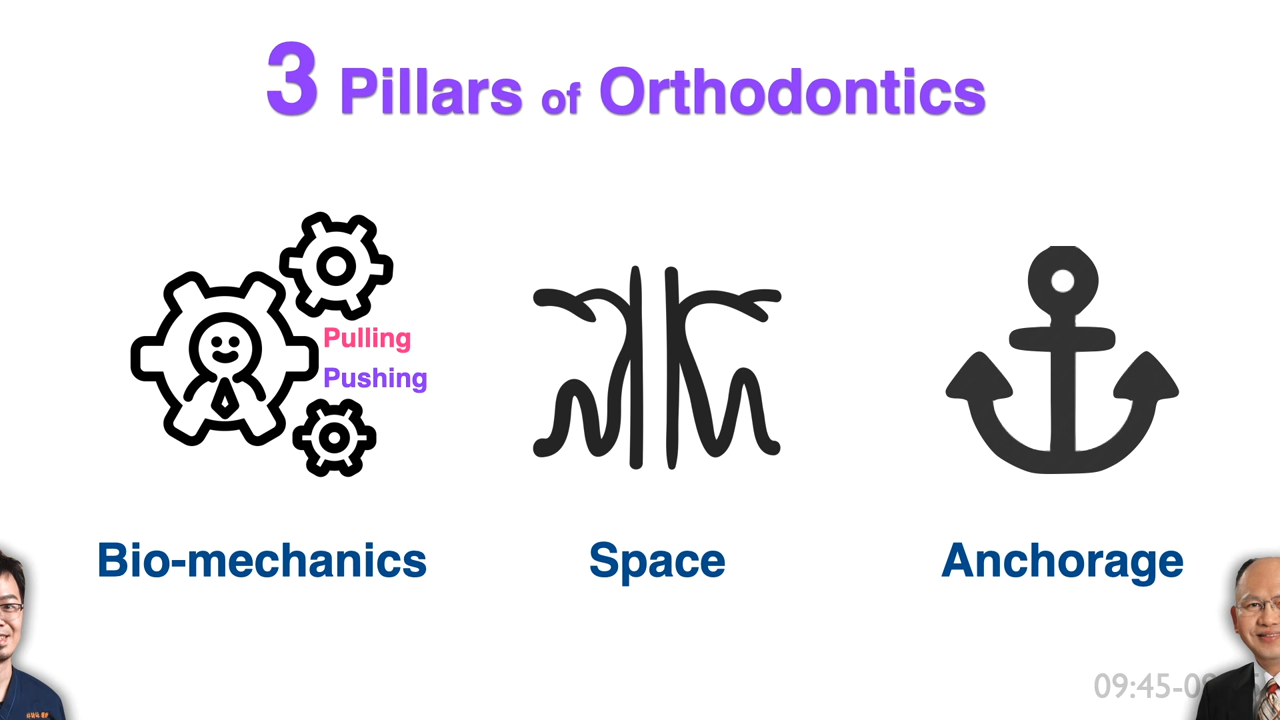 3 Pillars of Orthodontics
Pulling
Pushing
Bio-mechanics
Space
Anchorage